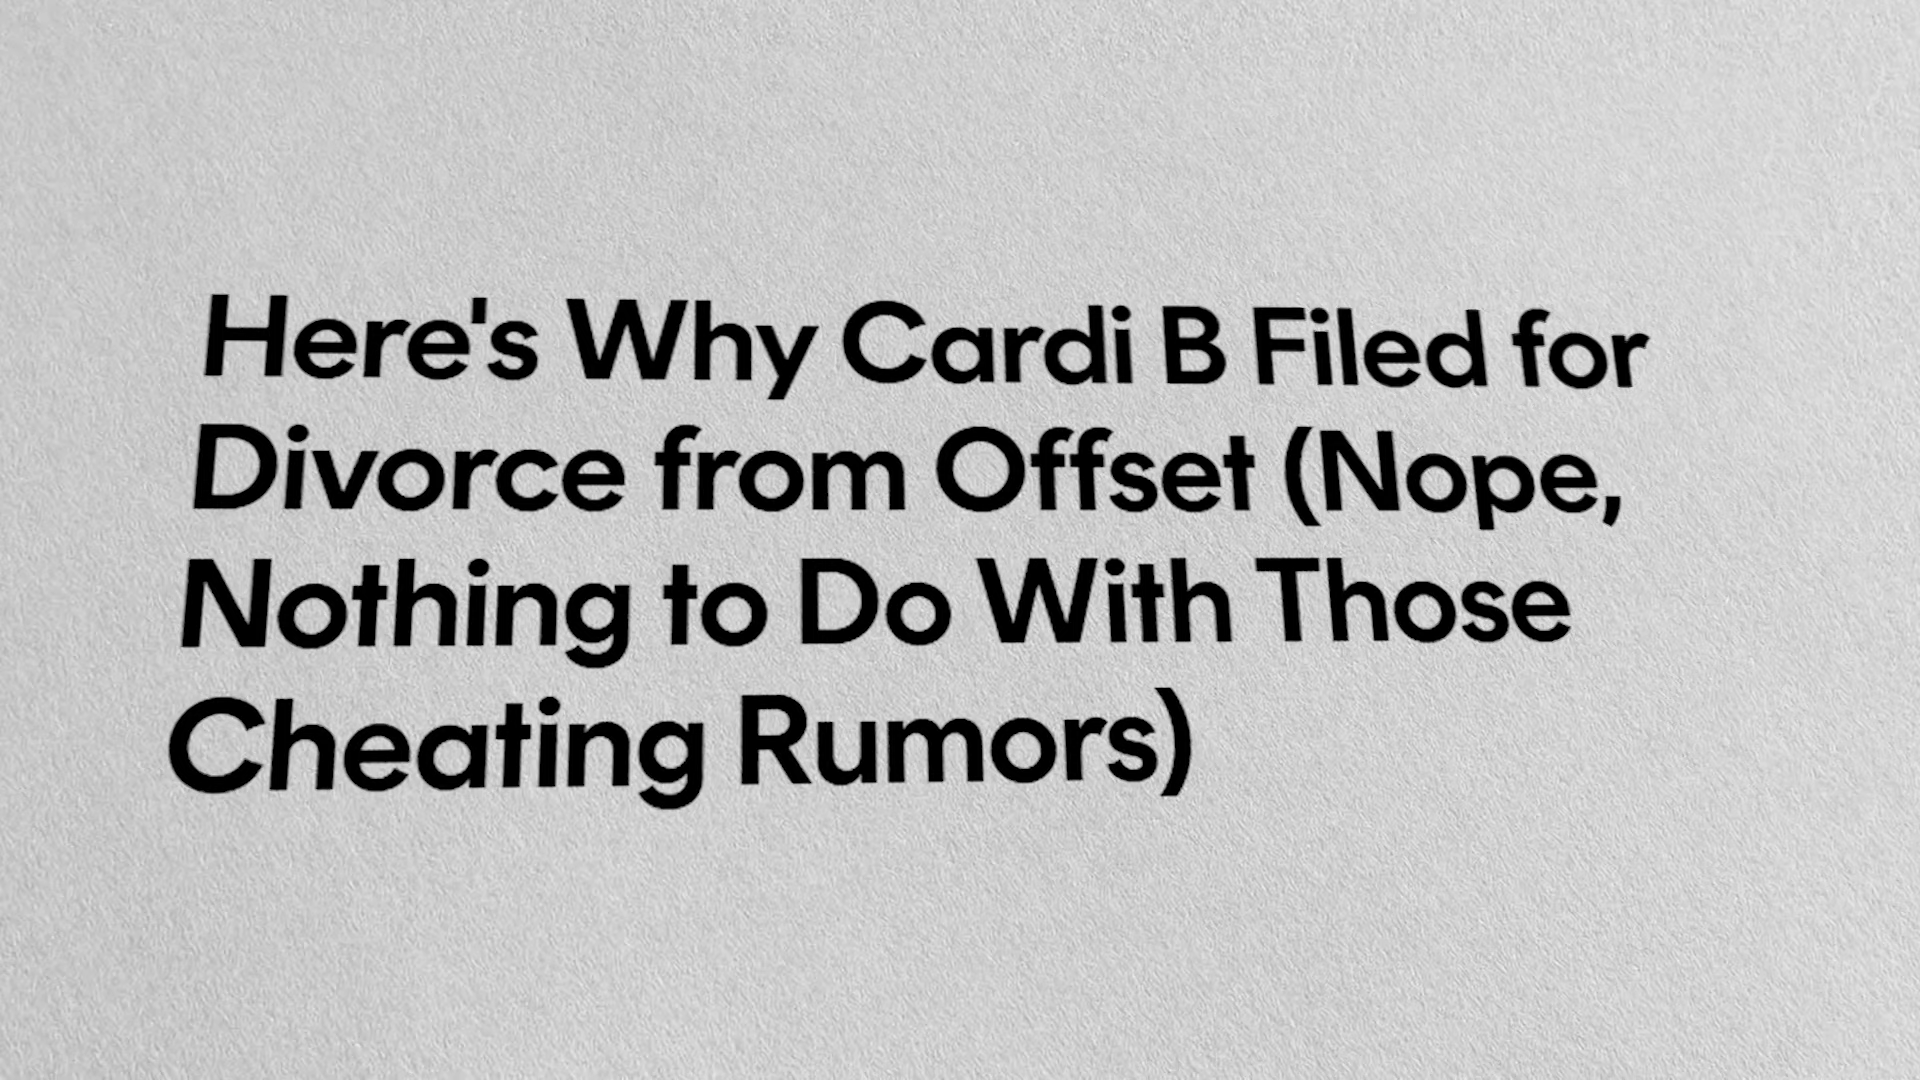 Here's Why Cardi B Filed for
Divorce from Offset (Nope,
Nothing to Do With Those
Cheating Rumors)